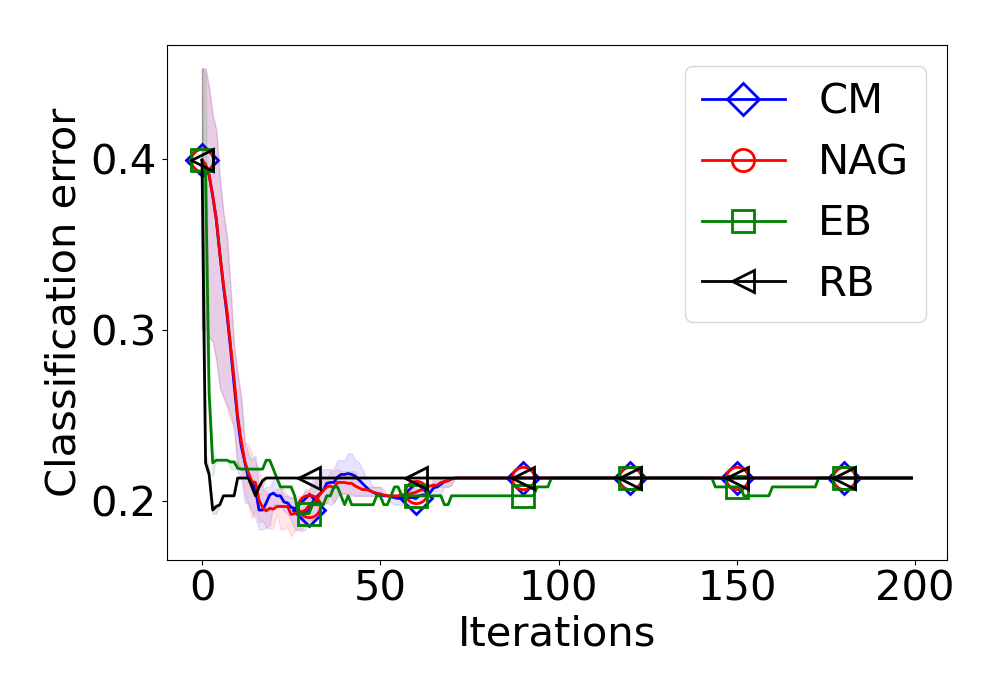 Classification error
0.4
0.3
0.2
CM
NAG
EB
RB
0 50 100 150 200
Iterations